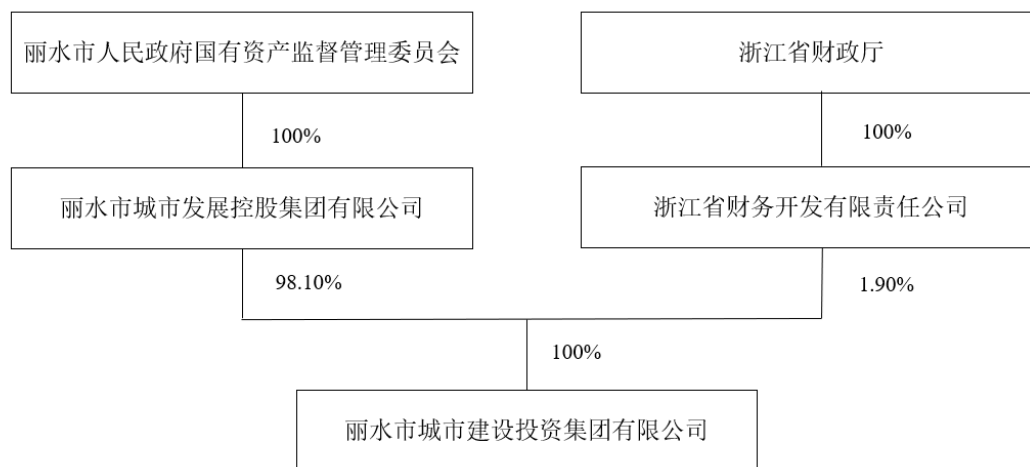 丽水市人民政府国有资产监督管理委员会
浙江省财政厅
100%
100%
丽水市城市发展控股集团有限公司
浙江省财务开发有限责任公司
98.10%
1.90%
100%
丽水市城市建设投资集团有限公司